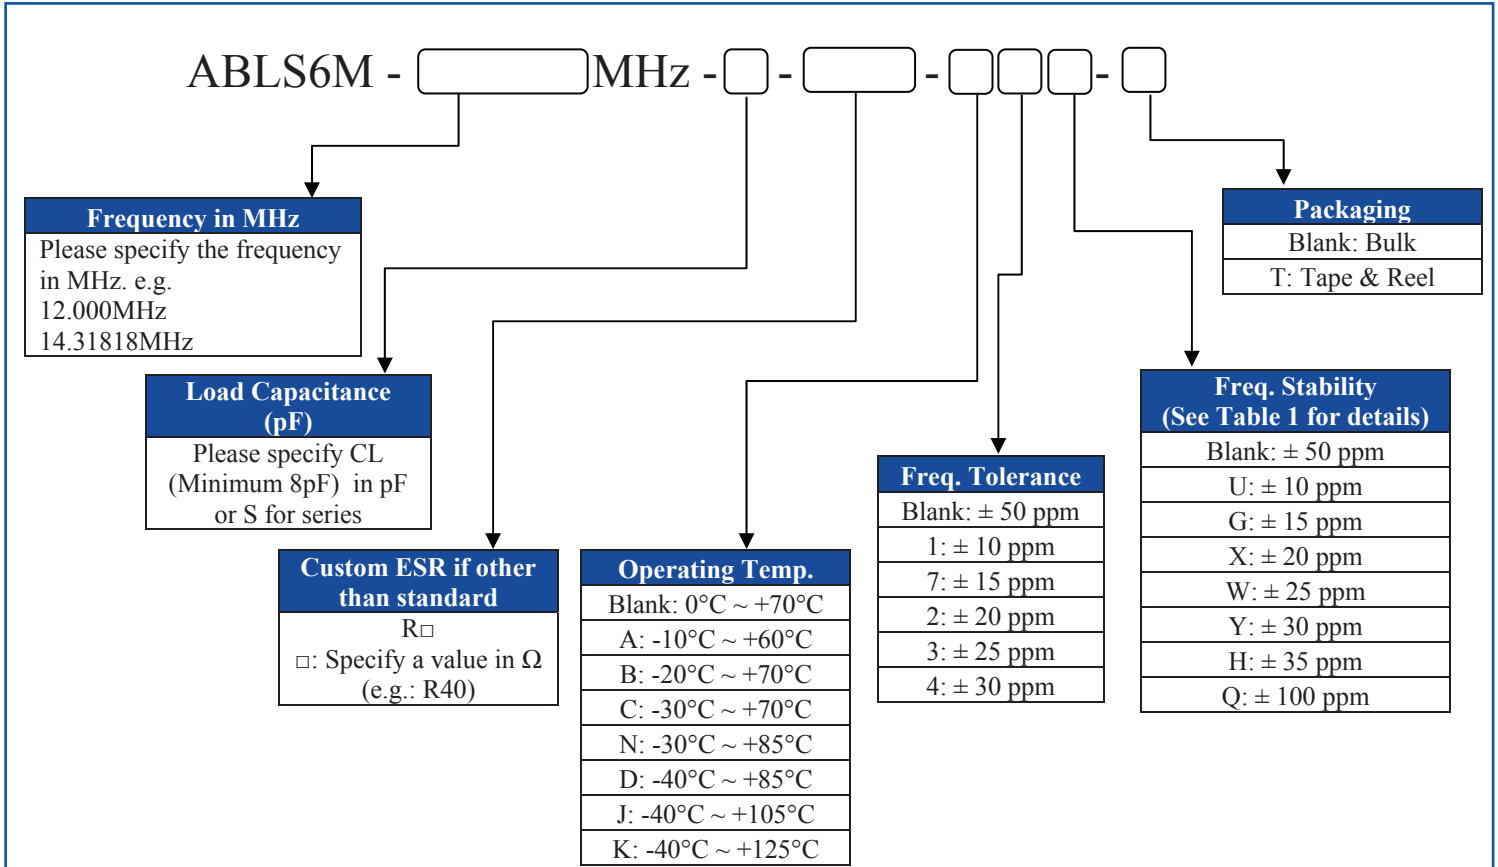 ABLS6M - MHz - - - -
Frequency in MHz
Please specify the frequency
in MHz. e.g.
12.000MHz
14.31818MHz
Load Capacitance
(pF)
Please specify CL
(Minimum 8pF) in pF
or S for series
Custom ESR if other
than standard
R□
□: Specify a value in Ω
(e.g.: R40)
Operating Temp.
Blank: 0°C ~ +70°C
A: -10°C ~ +60°C
B: -20°C ~ +70°C
C: -30°C ~ +70°C
N: -30°C ~ +85°C
D: -40°C ~ +85°C
J: -40°C ~ +105°C
K: -40°C ~ +125°C
Freq. Tolerance
Blank: ± 50 ppm
1: ± 10 ppm
7: ± 15 ppm
2: ± 20 ppm
3: ± 25 ppm
4: ± 30 ppm
Freq. Stability
(See Table 1 for details)
Blank: ± 50 ppm
U: ± 10 ppm
G: ± 15 ppm
X: ± 20 ppm
W: ± 25 ppm
Y: ± 30 ppm
H: ± 35 ppm
Q: ± 100 ppm
Packaging
Blank: Bulk
T: Tape & Reel